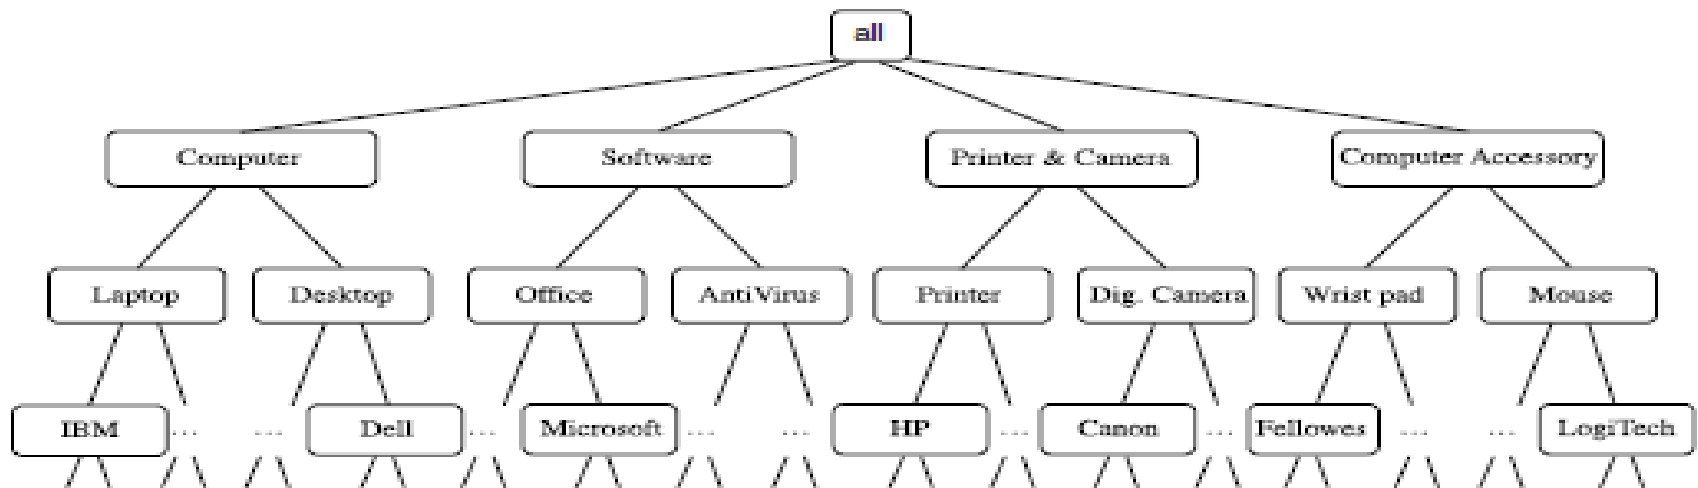 all
Computer
Software
Printer & Camera
Computer Accessory
Laptop
Desktop
Office
AntiVirus
Printer
Dig. Camera
Wrist pad
Mouse
IBM
...
...
Dell
...
Microsoft
...
...
HP
...
Canon
...
Fellowes
...
...
LogiTech